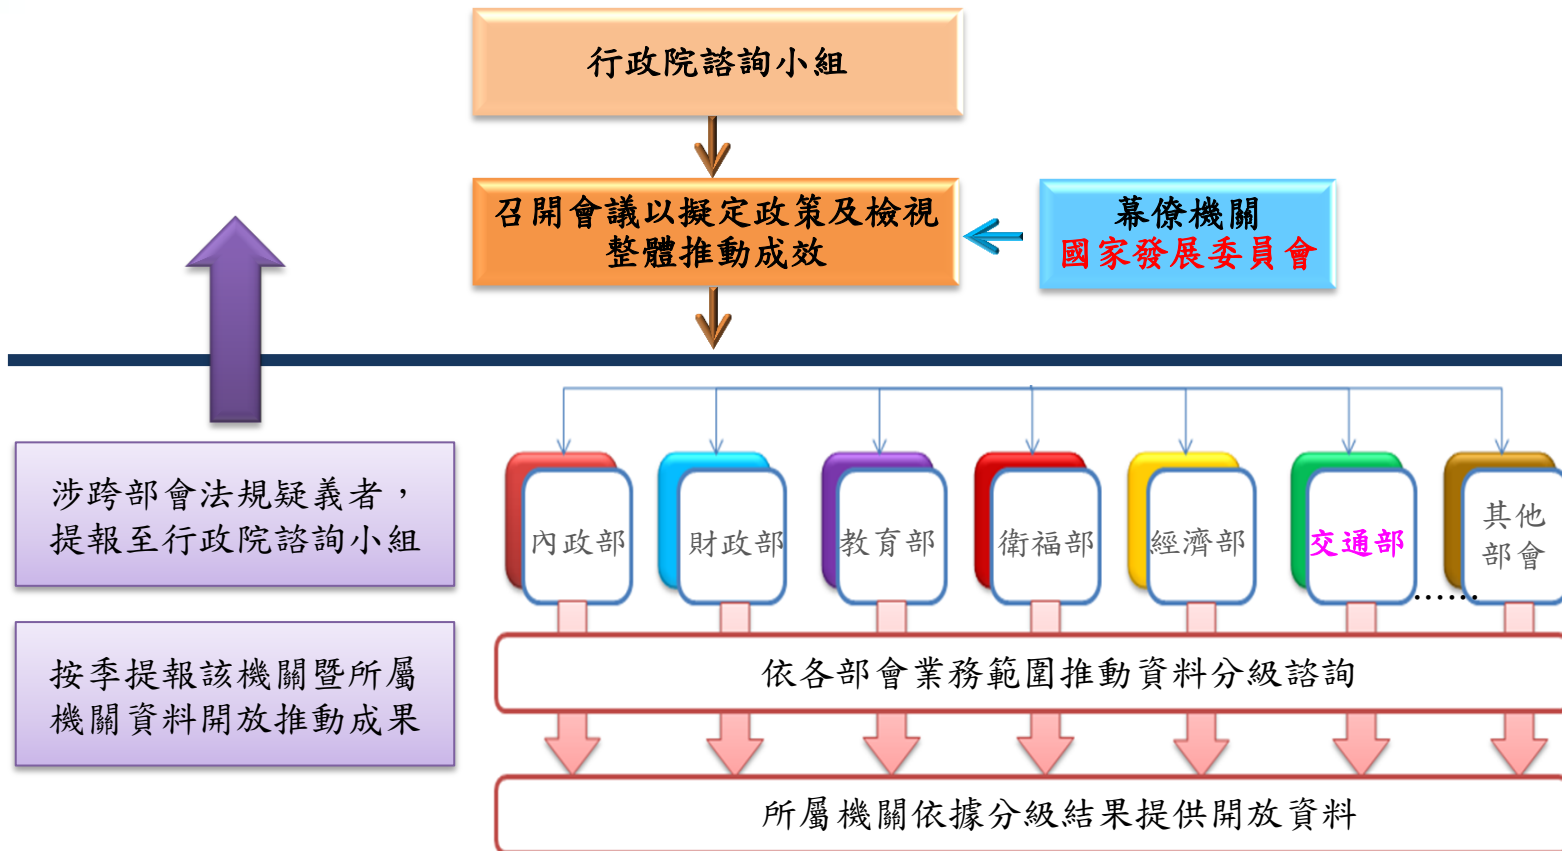 行政院諮詢小組
召開會議以擬定政策及檢視
整體推動成效
幕僚機關
國家發展委員會
涉跨部會法規疑義者，
提報至行政院諮詢小組
按季提報該機關暨所屬
機關資料開放推動成果
內政部
財政部
教育部
衛福部
經濟部
交通部
......
其他
部會
依各部會業務範圍推動資料分級諮詢
所屬機關依據分級結果提供開放資料